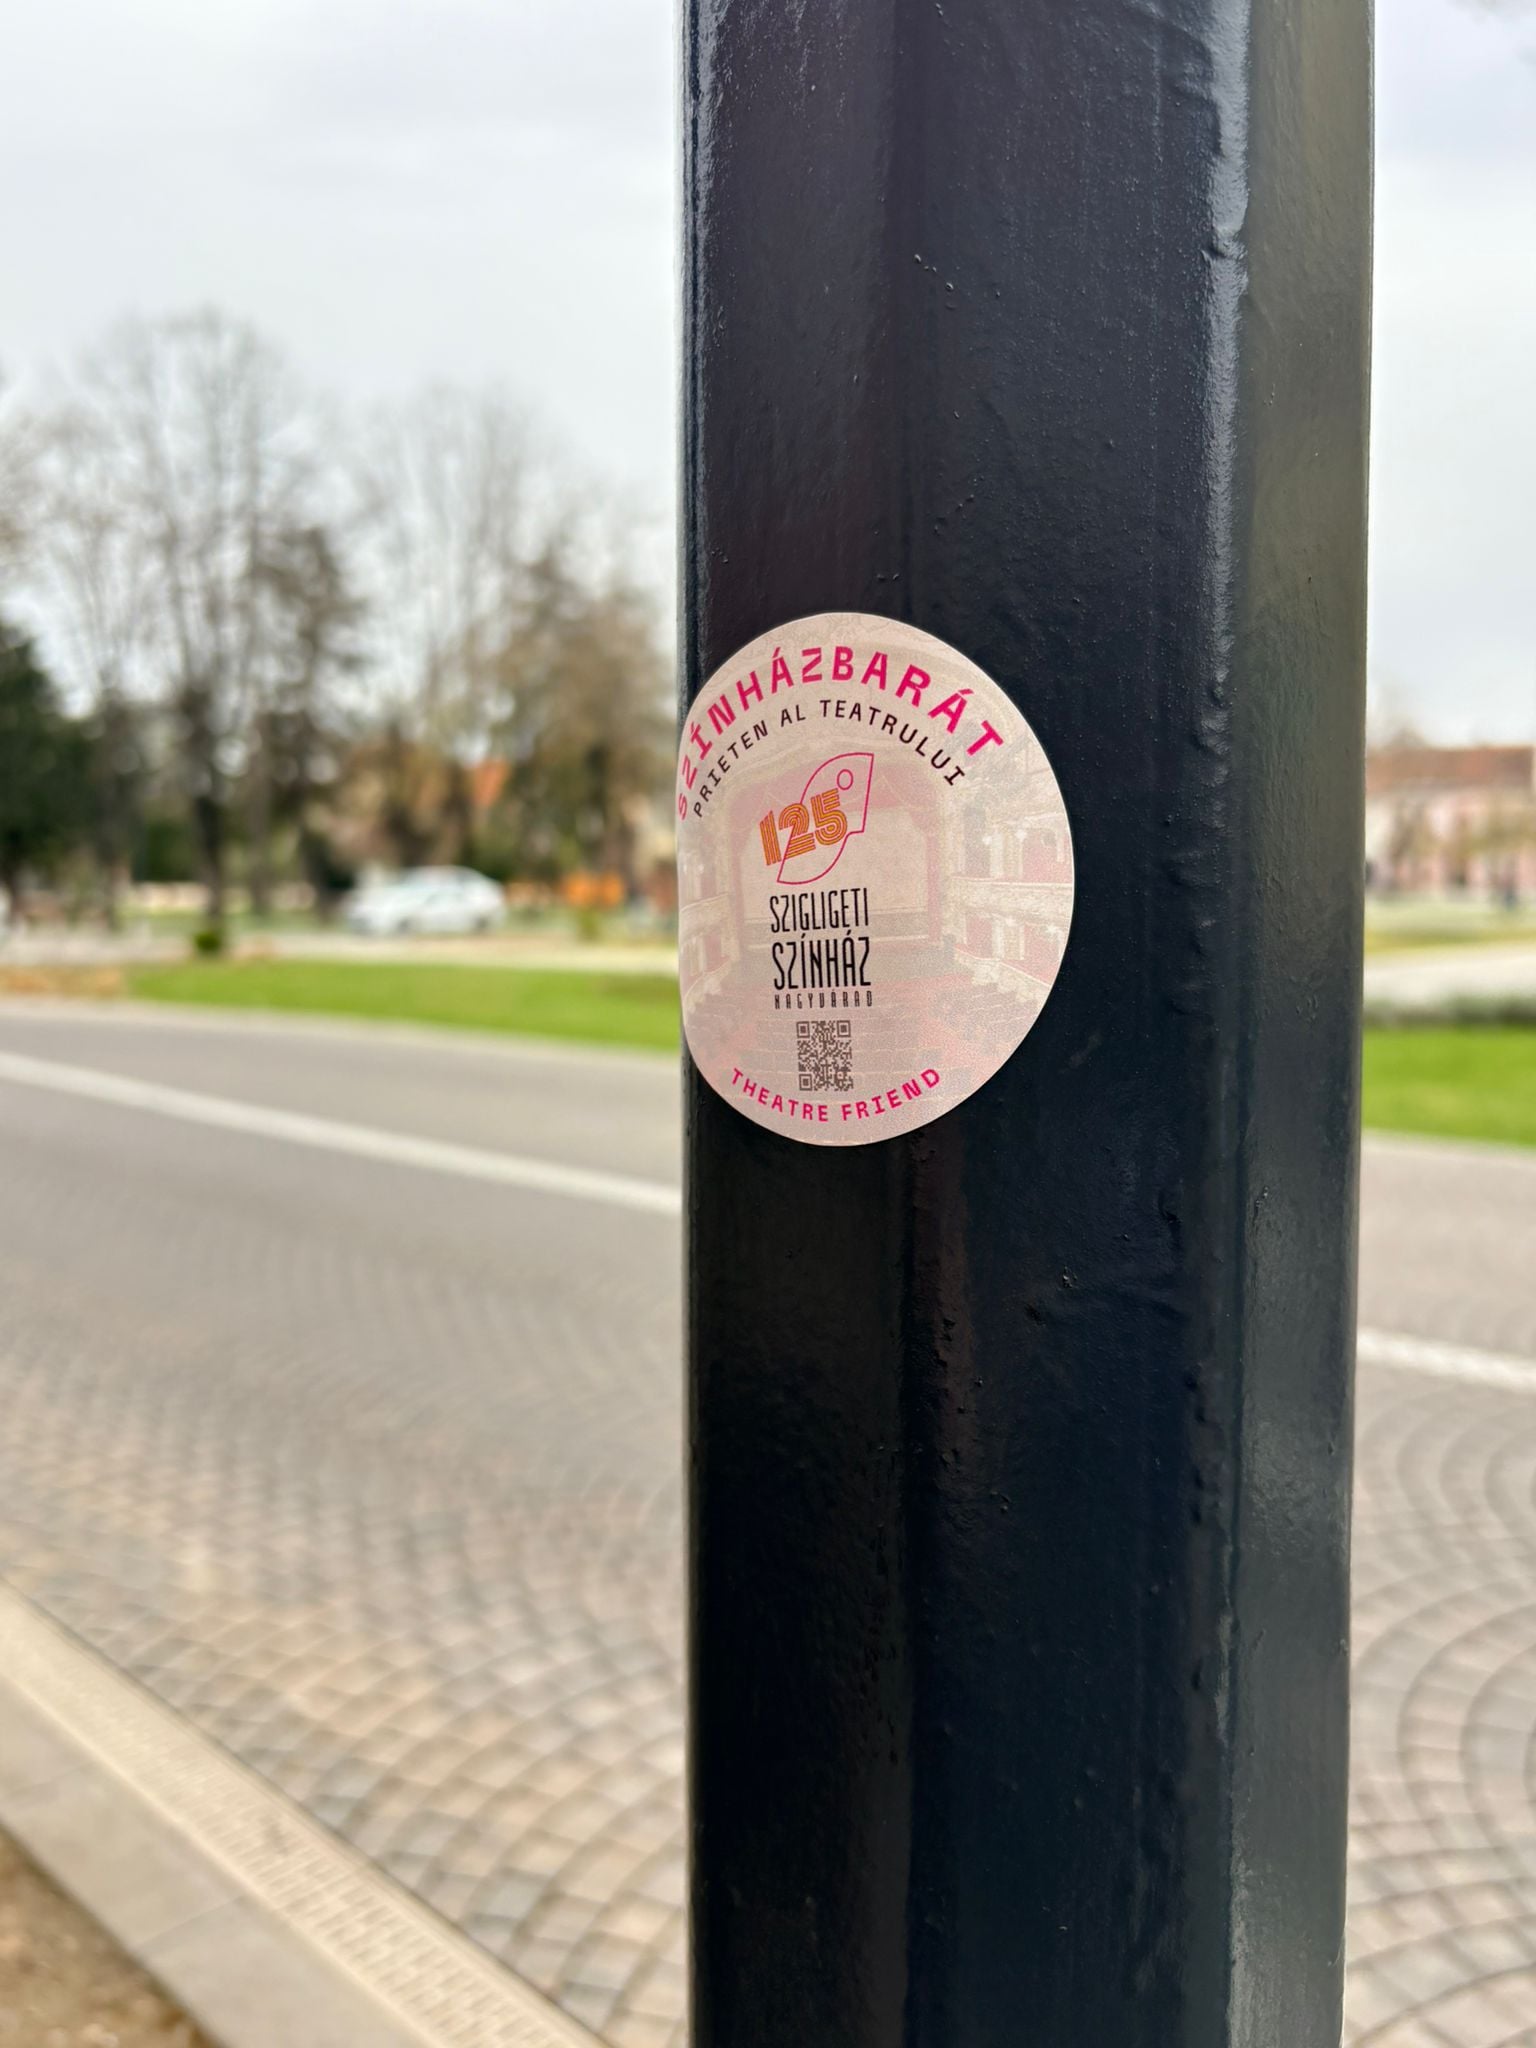 SZÍNHÁZBARÁT
PRIETEN AL TEATRULUI
125
SZIGLIGETI
SZÍNHÁZ
NAGYVÁRAD
THEATRE FRIEND